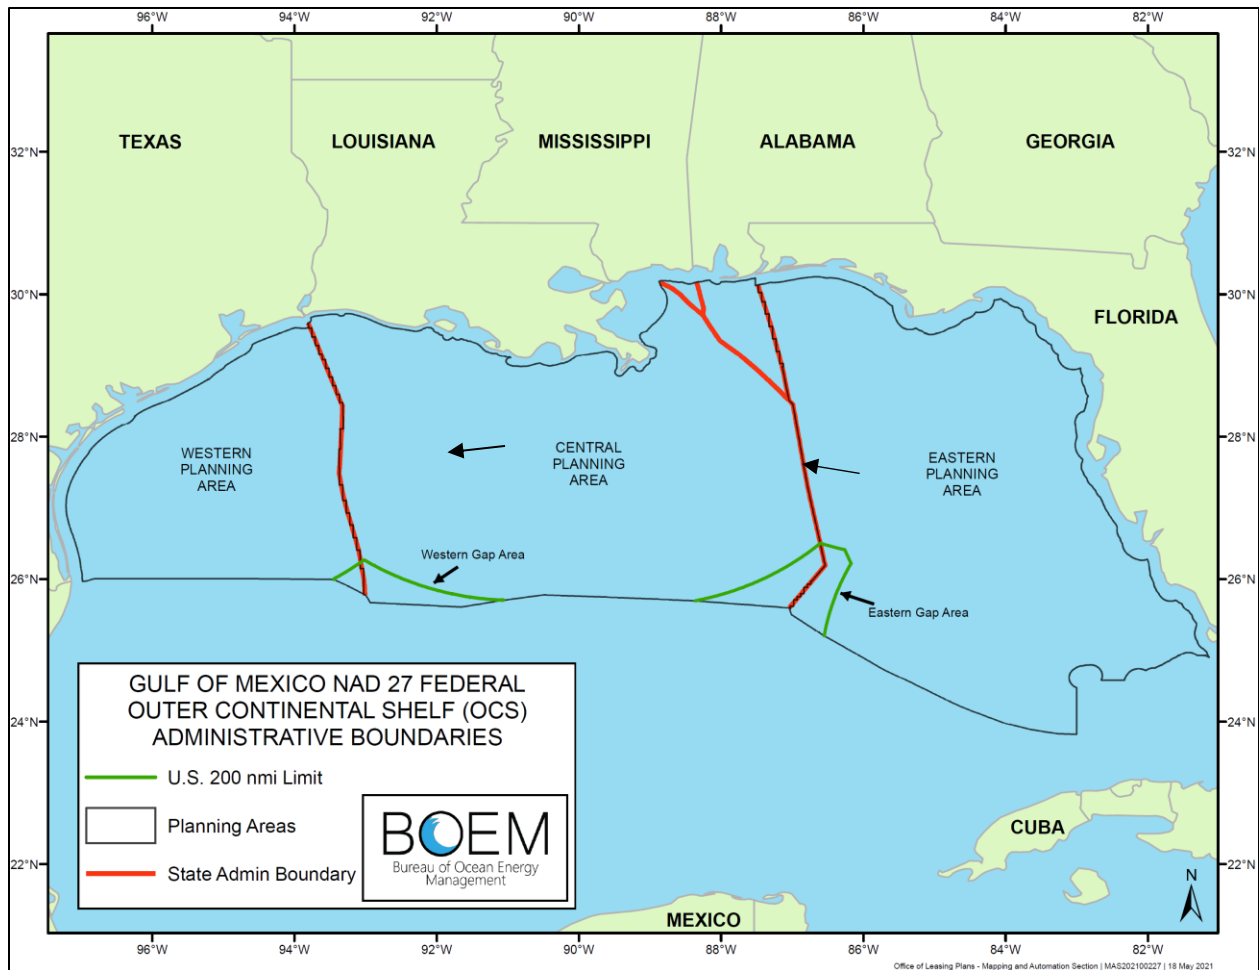 96°W 94°W 92°W 90°W 88°W 86°W 84°W 82°W
TEXAS
LOUISIANA
MISSISSIPPI
ALABAMA
GEORGIA
32°N 32°N
30°N 30°N
FLORIDA
28°N 28°N
WESTERN
PLANNING
AREA
CENTRAL
PLANNING
AREA
EASTERN
PLANNING
AREA
Western Gap Area
26°N 26°N
Eastern Gap Area
24°N 24°N
GULF OF MEXICO NAD 27 FEDERAL
OUTER CONTINENTAL SHELF (OCS)
ADMINISTRATIVE BOUNDARIES
U.S. 200 nmi Limit
Planning Areas
State Admin Boundary
BOEM
Bureau of Ocean Energy
Management
CUBA
22°N 22°N
N
MEXICO
96°W 94°W 92°W 90°W 88°W 86°W 84°W 82°W
Office of Leasing Plans - Mapping and Automation Section | MAS202100227 | 18 May 2021